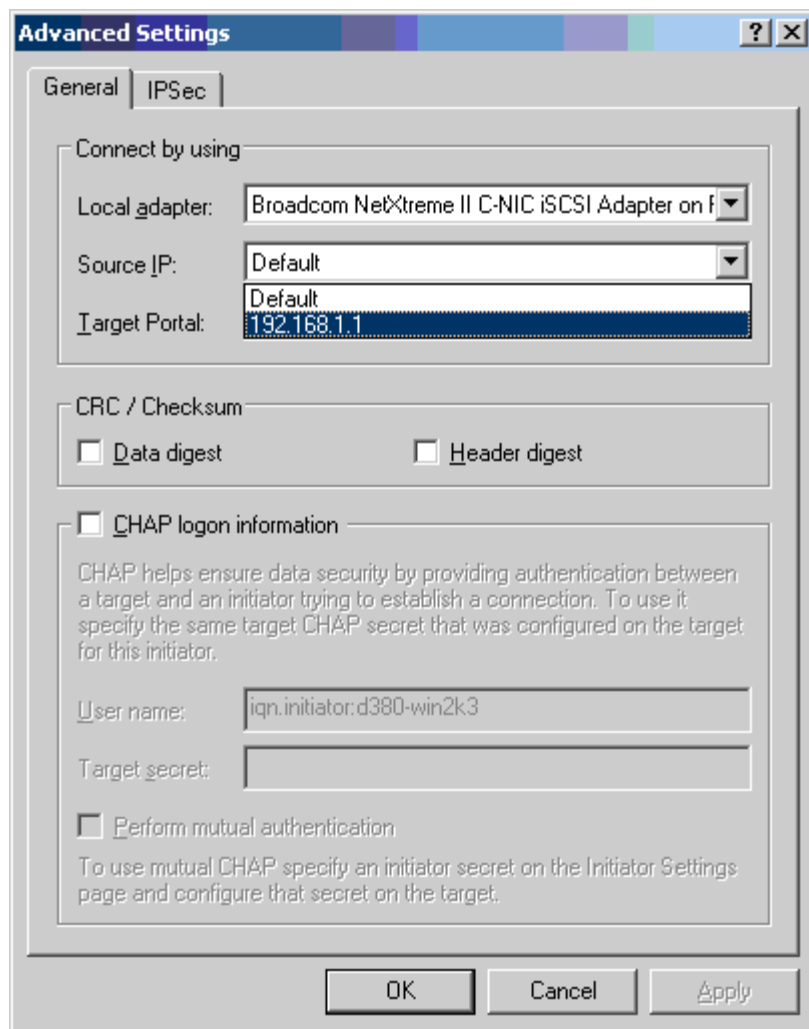 Advanced Settings
General IPSec
Connect by using
Local adapter: Broadcom NetXtreme II C-NIC iSCSI Adapter on
Source IP: Default
Default
Target Portal: 192.168.1.1
CRC / Checksum
Data digest Header digest
CHAP logon information
CHAP helps ensure data security by providing authentication between
a target and an initiator trying to establish a connection. To use it
specify the same target CHAP secret that was configured on the target
for this initiator.
User name: iqn.initiator:d380-win2k3
Target secret:
Perform mutual authentication
To use mutual CHAP specify an initiator secret on the Initiator Settings
page and configure that secret on the target.
OK Cancel Apply